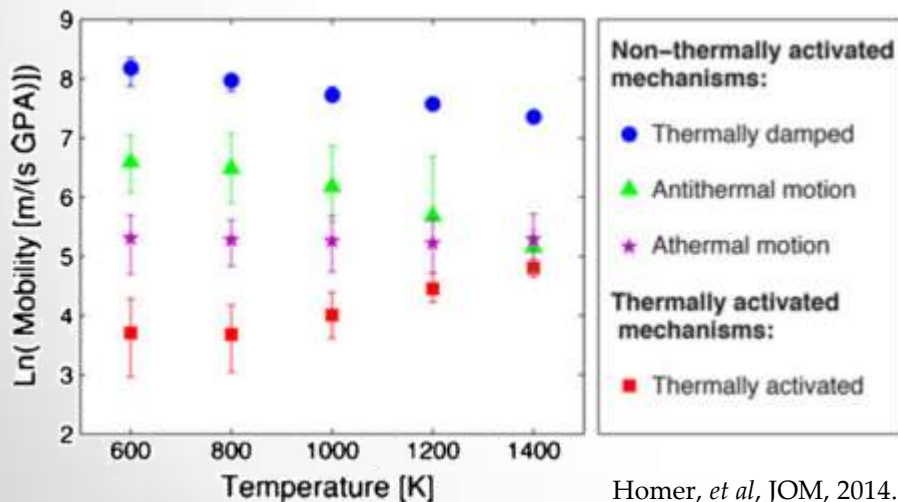 9
8
7
6
5
4
3
2
Ln( Mobility [m/(s GPA)])
600 800 1000 1200 1400
Temperature [K]
Non-thermally activated
mechanisms:
Thermally damped
Antithermal motion
Athermal motion
Thermally activated
mechanisms:
Thermally activated
Homer, et al, JOM, 2014.